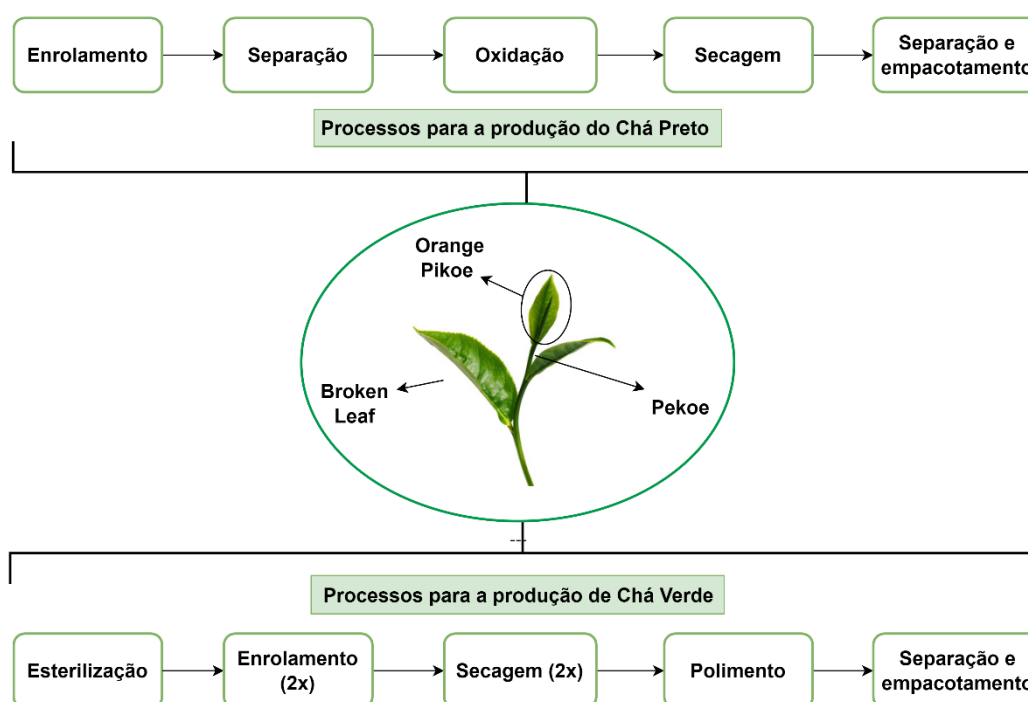 Enrolamento
Separação
Oxidação
Secagem
Separação e
empacotamento
Processos para a produção do Chá Preto
Orange
Pikoe
Broken
Leaf
Pekoe
Processos para a produção de Chá Verde
Esterilização
Enrolamento
(2x)
Secagem (2x)
Polimento
Separação e
empacotamento